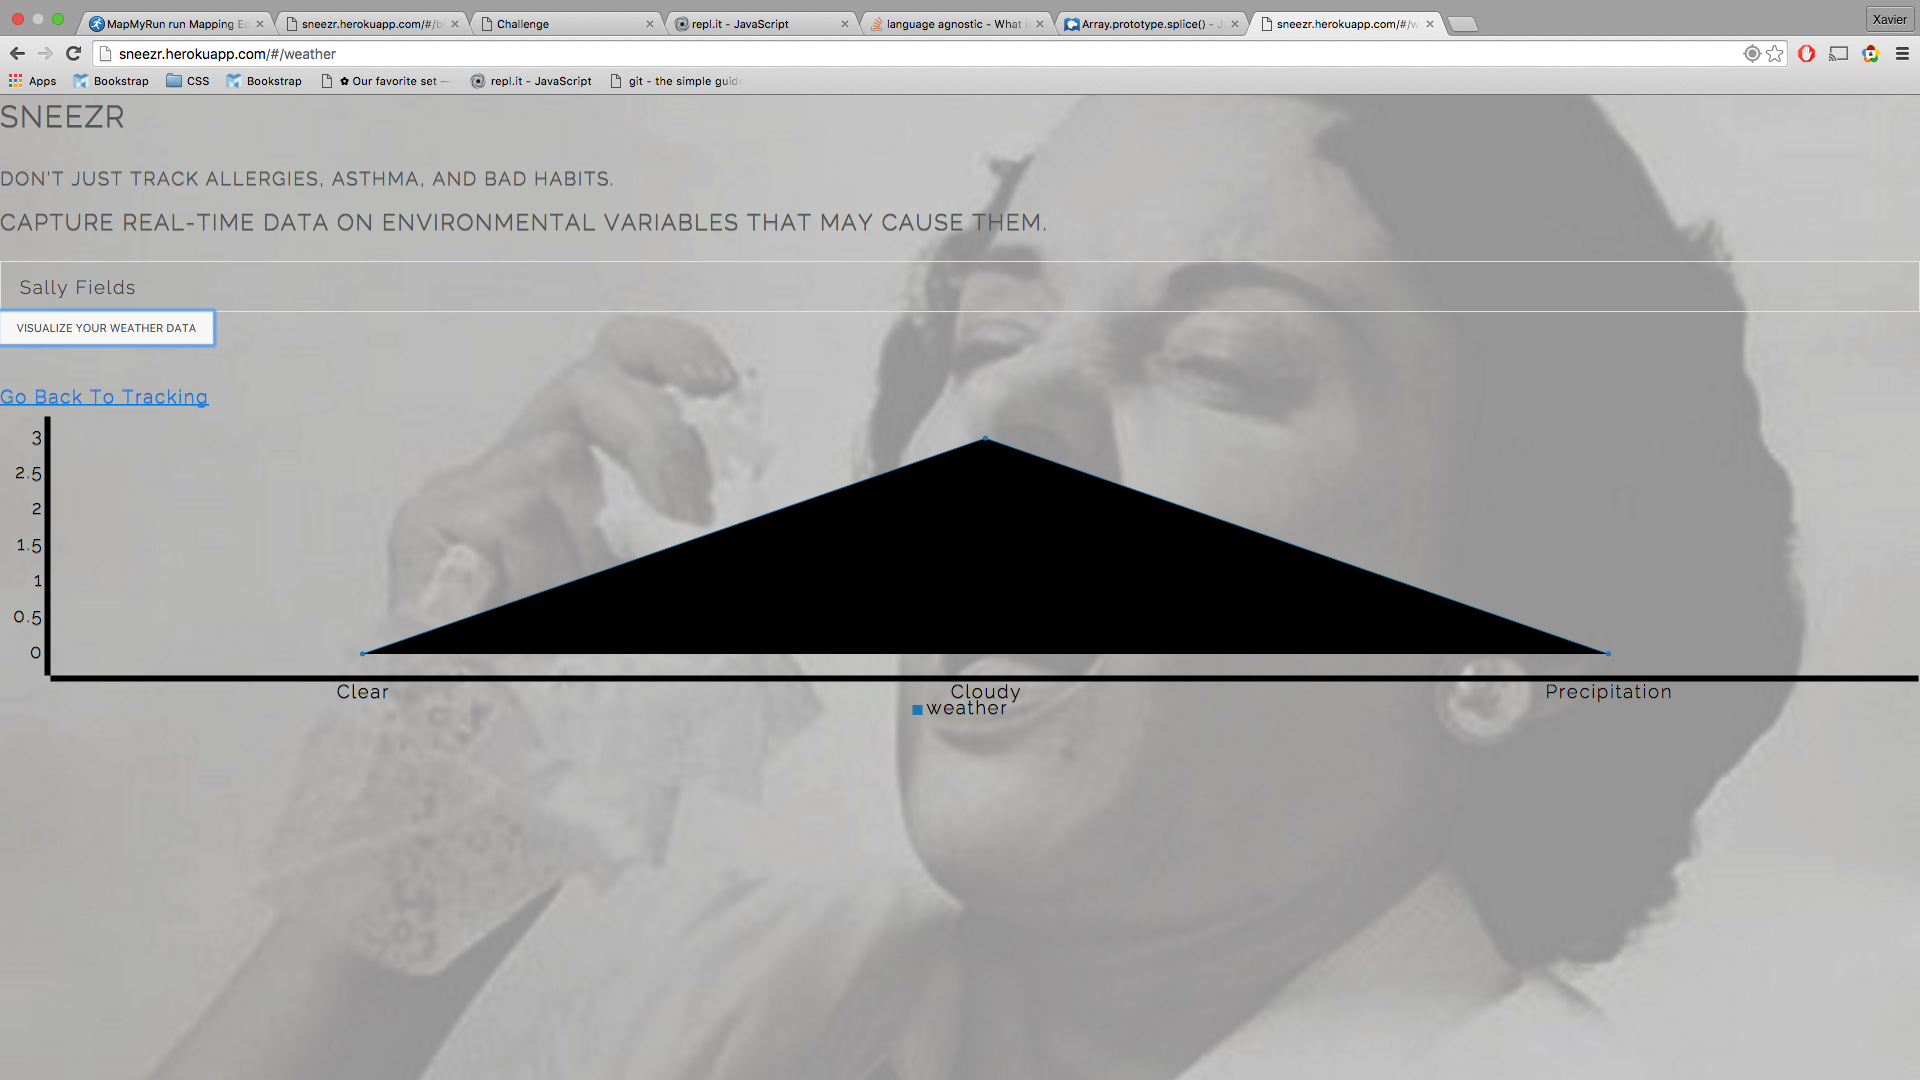 MapMyRun run Mapping Ed
sneezr.herokuapp.com/#/b
Challenge
repl.it - JavaScript
language agnostic - What i
Array.prototype.splice() - J
sneezr.herokuapp.com/#/w
Xavier
sneezr.herokuapp.com/#/weather
Apps
Bookstrap
CSS
Bookstrap
✿ Our favorite set —
repl.it - JavaScript
git - the simple guide
SNEEZR
DON'T JUST TRACK ALLERGIES, ASTHMA, AND BAD HABITS.
CAPTURE REAL-TIME DATA ON ENVIRONMENTAL VARIABLES THAT MAY CAUSE THEM.
Sally Fields
VISUALIZE YOUR WEATHER DATA
Go Back To Tracking
3
2.5
2
1.5
1
0.5
0
Clear
Cloudy
Precipitation
weather